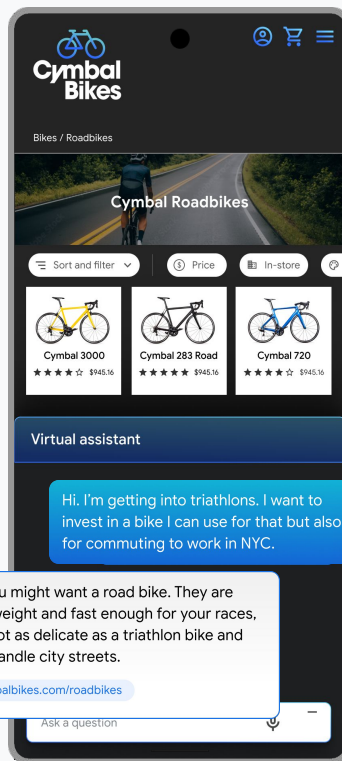 Cymbal
Bikes
Bikes / Roadbikes
Cymbal Roadbikes
Sort and filter
Price
In-store
Cymbal 3000
$945.16
Cymbal 283 Road
$945.16
Cymbal 720
$945.16
Virtual assistant
Hi. I'm getting into triathlons. I want to
invest in a bike I can use for that but also
for commuting to work in NYC.
u might want a road bike. They are
weight and fast enough for your races,
ot as delicate as a triathlon bike and
andle city streets.
balbikes.com/roadbikes
Ask a question